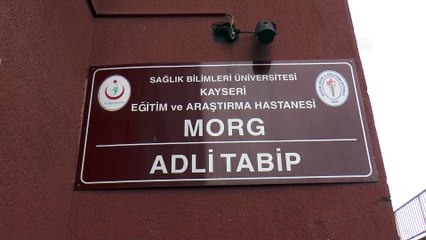 SAĞLIK BİLİMLERİ ÜNİVERSİTESİ
KAYSERİ
EĞİTİM ve ARAŞTIRMA HASTANESİ
MORG
ADLİ TABİP